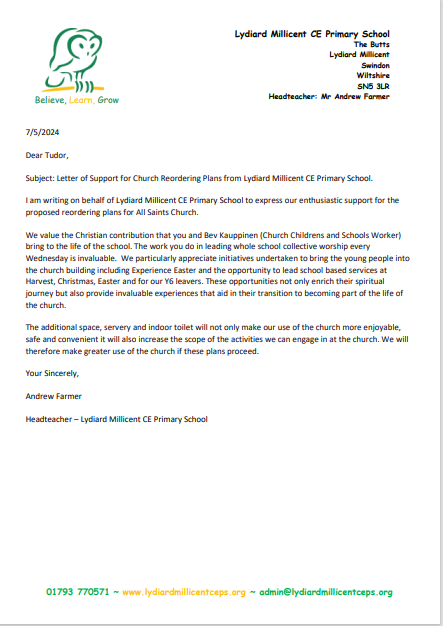 Lydiard Millicent CE Primary School
The Butts
Lydiard Millicent
Swindon
Wiltshire
SN5 3LR
Headteacher: Mr Andrew Farmer
Believe, Learn, Grow
7/5/2024
Dear Tudor,
Subject: Letter of Support for Church Reordering Plans from Lydiard Millicent CE Primary School.
I am writing on behalf of Lydiard Millicent CE Primary School to express our enthusiastic support for the
proposed reordering plans for All Saints Church.
We value the Christian contribution that you and Bev Kauppinen (Church Childrens and Schools Worker)
bring to the life of the school. The work you do in leading whole school collective worship every
Wednesday is invaluable.  We particularly appreciate initiatives undertaken to bring the young people into
the church building including Experience Easter and the opportunity to lead school based services at
Harvest, Christmas, Easter and for our Y6 leavers. These opportunities not only enrich their spiritual
journey but also provide invaluable experiences that aid in their transition to becoming part of the life of
the church.
The additional space, servery and indoor toilet will not only make our use of the church more enjoyable,
safe and convenient it will also increase the scope of the activities we can engage in at the church. We will
therefore make greater use of the church if these plans proceed.
Your Sincerely,
Andrew Farmer
Headteacher – Lydiard Millicent CE Primary School
01793 770571 ~ www.lydiardmillicentceps.org ~ admin@lydiardmillicentceps.org